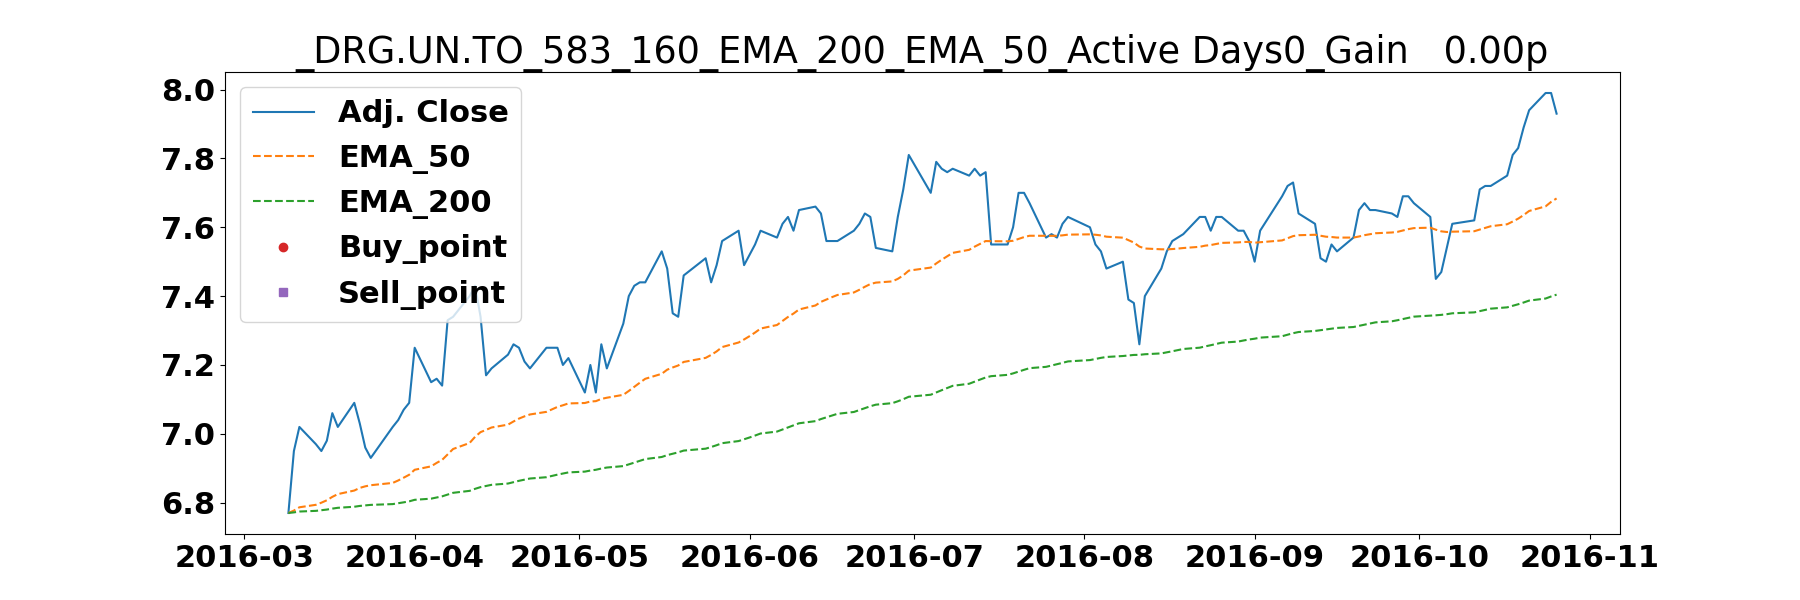 _DRG.UN.TO_583_160_EMA_200_EMA_50_Active Days0_Gain   0.00p
8.0
7.8
7.6
7.4
7.2
7.0
6.8
Adj. Close
EMA_50
EMA_200
Buy_point
Sell_point
2016-03 2016-04 2016-05 2016-06 2016-07 2016-08 2016-09 2016-10 2016-11